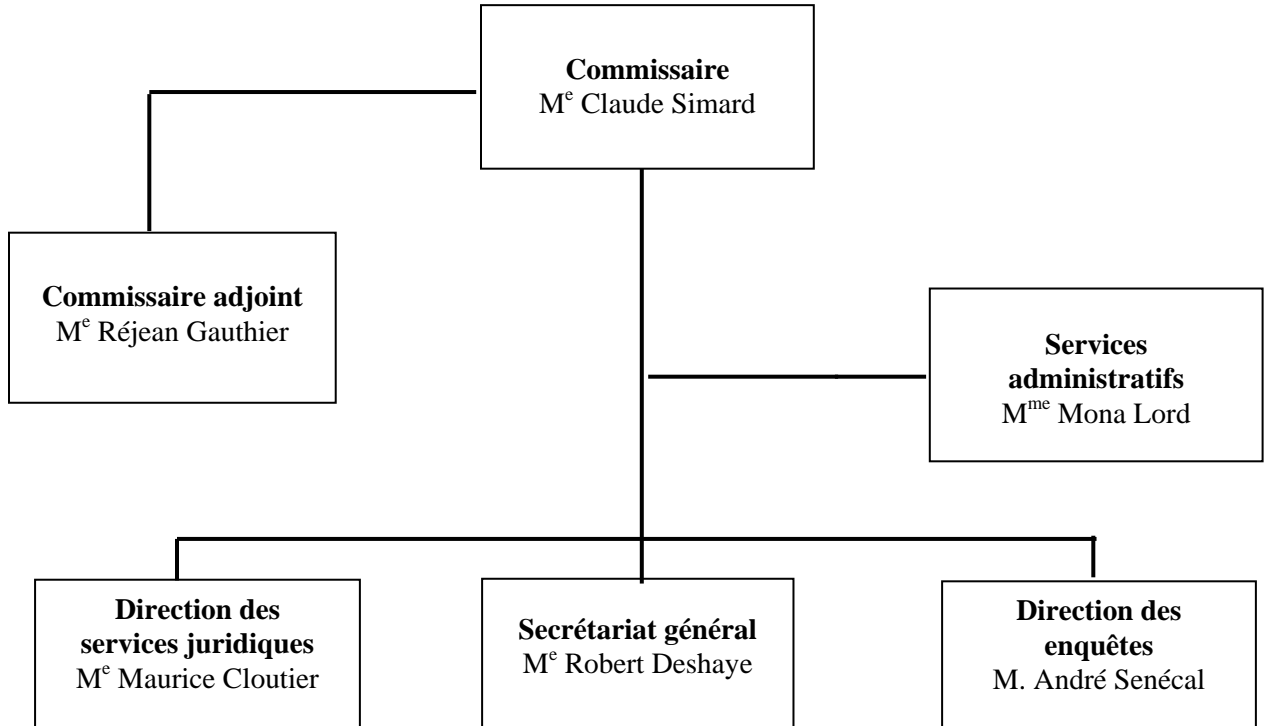 Commissaire
Me Claude Simard
Commissaire adjoint
Me Réjean Gauthier
Services
administratifs
Mme Mona Lord
Direction des
services juridiques
Me Maurice Cloutier
Secrétariat général
Me Robert Deshaye
Direction des
enquêtes
M. André Senécal